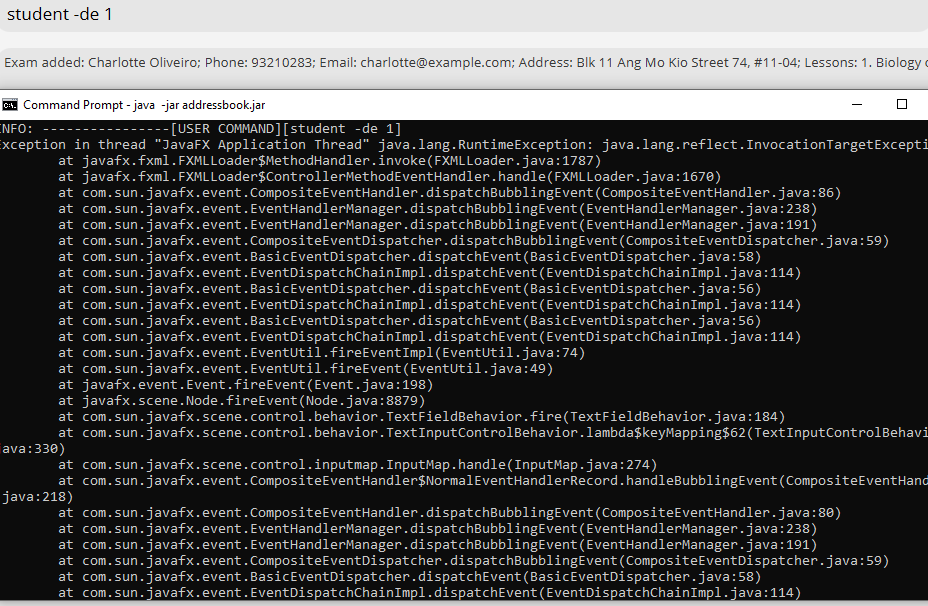 student -de 1
Exam added: Charlotte Oliveiro; Phone: 93210283; Email: charlotte@example.com; Address: Blk 11 Ang Mo Kio Street 74, #11-04; Lessons: 1. Biology
Command Prompt - java -jar addressbook.jar
INFO: ----------------[USER COMMAND][student -de 1]
Exception in thread "JavaFX Application Thread" java.lang.RuntimeException: java.lang.reflect.InvocationTargetExcepti
at javafx.fxml.FXMLLoader$MethodHandler.invoke(FXMLLoader.java:1787)
at javafx.fxml.FXMLLoader$ControllerMethodEventHandler.handle(FXMLLoader.java:1670)
at com.sun.javafx.event.CompositeEventHandler.dispatchBubblingEvent(CompositeEventHandler.java:86)
at com.sun.javafx.event.EventHandlerManager.dispatchBubblingEvent(EventHandlerManager.java:238)
at com.sun.javafx.event.EventHandlerManager.dispatchBubblingEvent(EventHandlerManager.java:191)
at com.sun.javafx.event.CompositeEventDispatcher.dispatchBubblingEvent(CompositeEventDispatcher.java:59)
at com.sun.javafx.event.BasicEventDispatcher.dispatchEvent(BasicEventDispatcher.java:58)
at com.sun.javafx.event.EventDispatchChainImpl.dispatchEvent(EventDispatchChainImpl.java:114)
at com.sun.javafx.event.BasicEventDispatcher.dispatchEvent(BasicEventDispatcher.java:56)
at com.sun.javafx.event.EventDispatchChainImpl.dispatchEvent(EventDispatchChainImpl.java:114)
at com.sun.javafx.event.BasicEventDispatcher.dispatchEvent(BasicEventDispatcher.java:56)
at com.sun.javafx.event.EventDispatchChainImpl.dispatchEvent(EventDispatchChainImpl.java:114)
at com.sun.javafx.event.EventUtil.fireEventImpl(EventUtil.java:74)
at com.sun.javafx.event.EventUtil.fireEvent(EventUtil.java:49)
at javafx.event.Event.fireEvent(Event.java:198)
at javafx.scene.Node.fireEvent(Node.java:8879)
at com.sun.javafx.scene.control.behavior.TextFieldBehavior.fire(TextFieldBehavior.java:184)
at com.sun.javafx.scene.control.behavior.TextInputControlBehavior.lambda$keyMapping$62(TextInputControlBehavi
ava:330)
at com.sun.javafx.scene.control.inputmap.InputMap.handle(InputMap.java:274)
at com.sun.javafx.event.CompositeEventHandler$NormalEventHandlerRecord.handleBubblingEvent(CompositeEventHand
java:218)
at com.sun.javafx.event.CompositeEventHandler.dispatchBubblingEvent(CompositeEventHandler.java:80)
at com.sun.javafx.event.EventHandlerManager.dispatchBubblingEvent(EventHandlerManager.java:238)
at com.sun.javafx.event.EventHandlerManager.dispatchBubblingEvent(EventHandlerManager.java:191)
at com.sun.javafx.event.CompositeEventDispatcher.dispatchBubblingEvent(CompositeEventDispatcher.java:59)
at com.sun.javafx.event.BasicEventDispatcher.dispatchEvent(BasicEventDispatcher.java:58)
at com.sun.javafx.event.EventDispatchChainImpl.dispatchEvent(EventDispatchChainImpl.java:114)